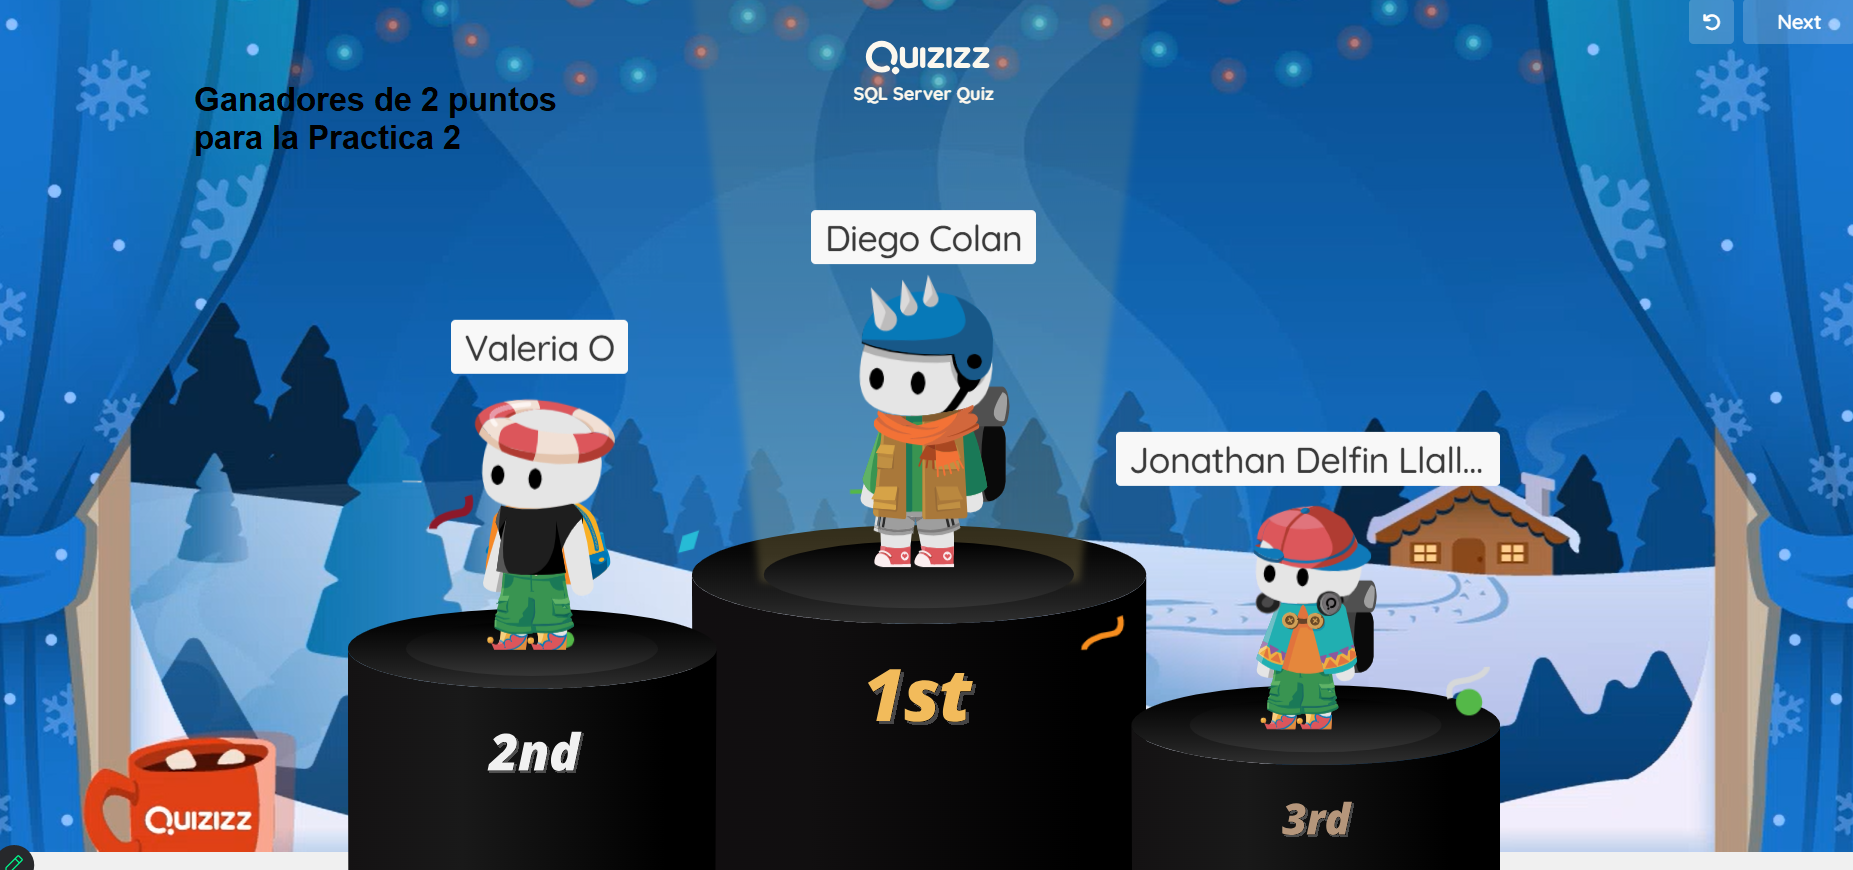 Next
QUIZIZZ
SQL Server Quiz
Ganadores de 2 puntos
para la Practica 2
Diego Colan
Valeria O
Jonathan Delfin Llall...
1st
2nd
3rd
QUIZIZZ